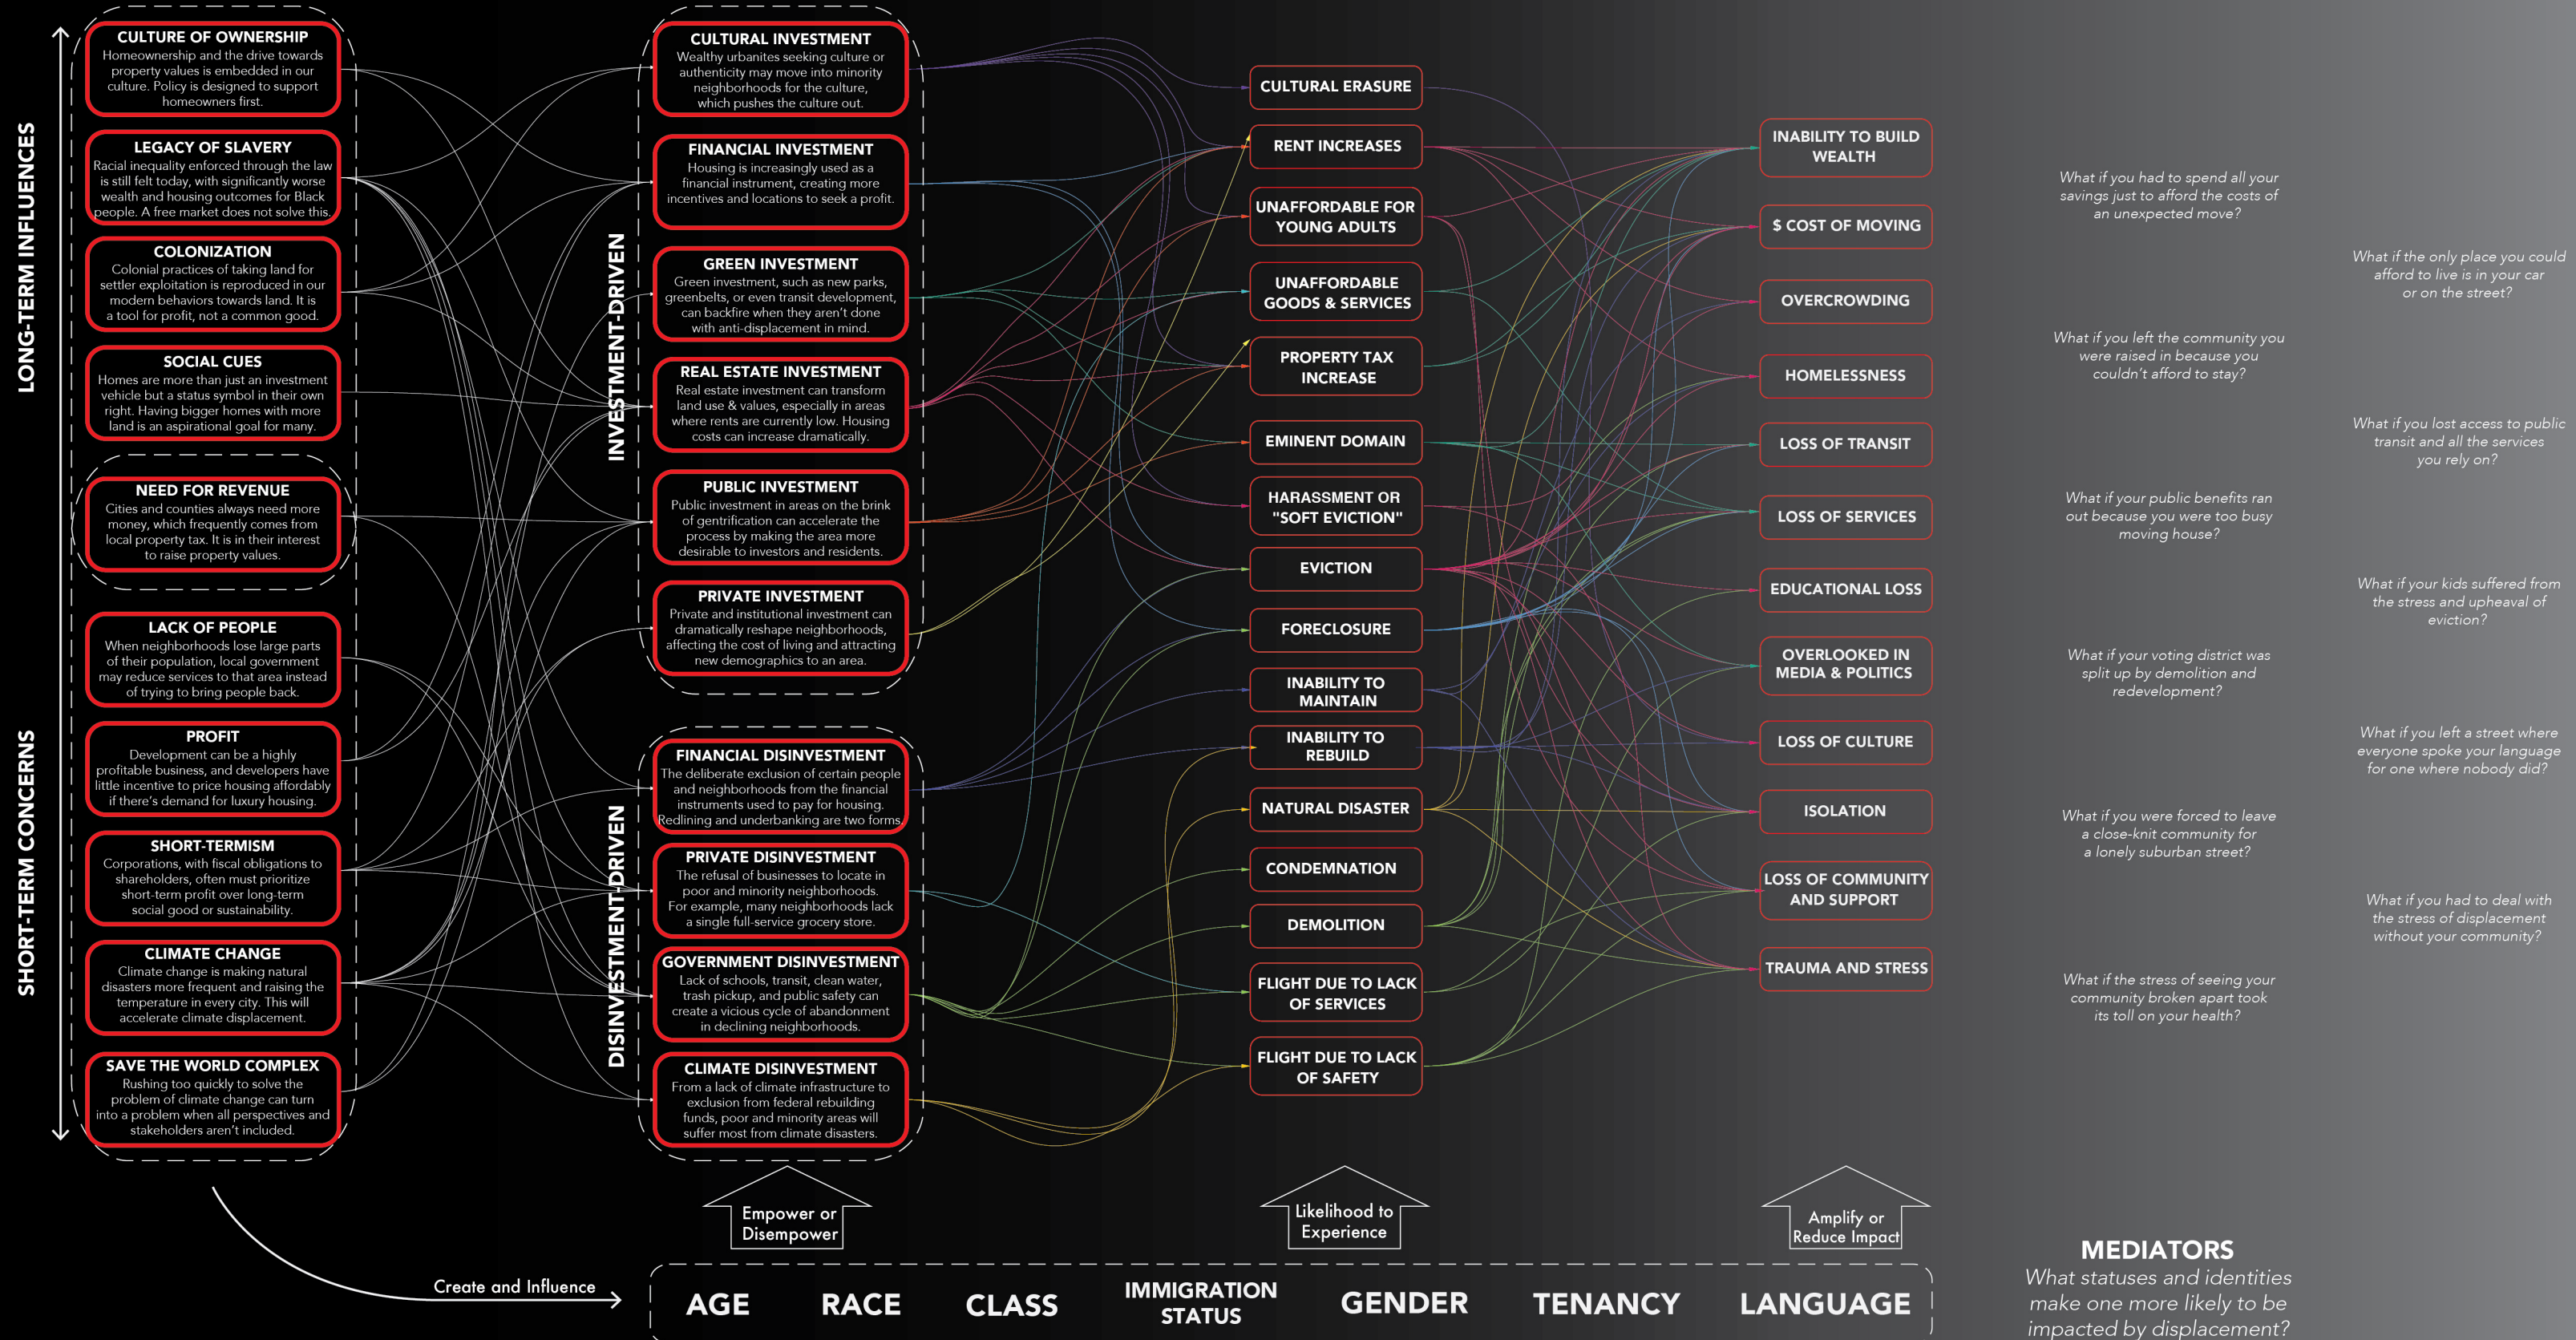 LONG-TERM INFLUENCES
SHORT-TERM CONCERNS
CULTURE OF OWNERSHIP
Homeownership and the drive towards
property values is embedded in our
culture. Policy is designed to support
homeowners first.
LEGACY OF SLAVERY
Racial inequality enforced through the law
is still felt today, with significantly worse
wealth and housing outcomes for Black
people. A free market does not solve this.
COLONIZATION
Colonial practices of taking land for
settler exploitation is reproduced in our
modern behaviors towards land. It is
a tool for profit, not a common good.
SOCIAL CUES
Homes are more than just an investment
vehicle but a status symbol in their own
right. Having bigger homes with more
land is an aspirational goal for many.
NEED FOR REVENUE
Cities and counties always need more
money, which frequently comes from
local property tax. It is in their interest
to raise property values.
LACK OF PEOPLE
When neighborhoods lose large parts
of their population, local government
may reduce services to that area instead
of trying to bring people back.
PROFIT
Development can be a highly
profitable business, and developers have
little incentive to price housing affordably
if there's demand for luxury housing.
SHORT-TERMISM
Corporations, with fiscal obligations to
shareholders, often must prioritize
short-term profit over long-term
social good or sustainability.
CLIMATE CHANGE
Climate change is making natural
disasters more frequent and raising the
temperature in every city. This will
accelerate climate displacement.
SAVE THE WORLD COMPLEX
Rushing too quickly to solve the
problem of climate change can turn
into a problem when all perspectives and
stakeholders aren't included.
INVESTMENT-DRIVEN
DISINVESTMENT-DRIVEN
CULTURAL INVESTMENT
Wealthy urbanites seeking culture or
authenticity may move into minority
neighborhoods for the culture,
which pushes the culture out.
FINANCIAL INVESTMENT
Housing is increasingly used as a
financial instrument, creating more
incentives and locations to seek a profit.
GREEN INVESTMENT
Green investment, such as new parks,
greenbelts, or even transit development,
can backfire when they aren't done
with anti-displacement in mind.
REAL ESTATE INVESTMENT
Real estate investment can transform
land use & values, especially in areas
where rents are currently low. Housing
costs can increase dramatically.
PUBLIC INVESTMENT
Public investment in areas on the brink
of gentrification can accelerate the
process by making the area more
desirable to investors and residents.
PRIVATE INVESTMENT
Private and institutional investment can
dramatically reshape neighborhoods,
affecting the cost of living and attracting
new demographics to an area.
FINANCIAL DISINVESTMENT
The deliberate exclusion of certain people
and neighborhoods from the financial
instruments used to pay for housing.
Redlining and underbanking are two forms.
PRIVATE DISINVESTMENT
The refusal of businesses to locate in
poor and minority neighborhoods.
For example, many neighborhoods lack
a single full-service grocery store.
GOVERNMENT DISINVESTMENT
Lack of schools, transit, clean water,
trash pickup, and public safety can
create a vicious cycle of abandonment
in declining neighborhoods.
CLIMATE DISINVESTMENT
From a lack of climate infrastructure to
exclusion from federal rebuilding
funds, poor and minority areas will
suffer most from climate disasters.
CULTURAL ERASURE
RENT INCREASES
UNAFFORDABLE FOR
YOUNG ADULTS
UNAFFORDABLE
GOODS & SERVICES
PROPERTY TAX
INCREASE
EMINENT DOMAIN
HARASSMENT OR
"SOFT EVICTION"
EVICTION
FORECLOSURE
INABILITY TO
MAINTAIN
INABILITY TO
REBUILD
NATURAL DISASTER
CONDEMNATION
DEMOLITION
FLIGHT DUE TO LACK
OF SERVICES
FLIGHT DUE TO LACK
OF SAFETY
INABILITY TO BUILD
WEALTH
$ COST OF MOVING
OVERCROWDING
HOMELESSNESS
LOSS OF TRANSIT
LOSS OF SERVICES
EDUCATIONAL LOSS
OVERLOOKED IN
MEDIA & POLITICS
LOSS OF CULTURE
ISOLATION
LOSS OF COMMUNITY
AND SUPPORT
TRAUMA AND STRESS
What if you had to spend all your
savings just to afford the costs of
an unexpected move?
What if the only place you could
afford to live is in your car
or on the street?
What if you left the community you
were raised in because you
couldn't afford to stay?
What if you lost access to public
transit and all the services
you rely on?
What if your public benefits ran
out because you were too busy
moving house?
What if your kids suffered from
the stress and upheaval of
eviction?
What if your voting district was
split up by demolition and
redevelopment?
What if you left a street where
everyone spoke your language
for one where nobody did?
What if you were forced to leave
a close-knit community for
a lonely suburban street?
What if you had to deal with
the stress of displacement
without your community?
What if the stress of seeing your
community broken apart took
its toll on your health?
Empower or
Disempower
Likelihood to
Experience
Amplify or
Reduce Impact
Create and Influence
AGE
RACE
CLASS
IMMIGRATION
STATUS
GENDER
TENANCY
LANGUAGE
MEDIATORS
What statuses and identities
make one more likely to be
impacted by displacement?